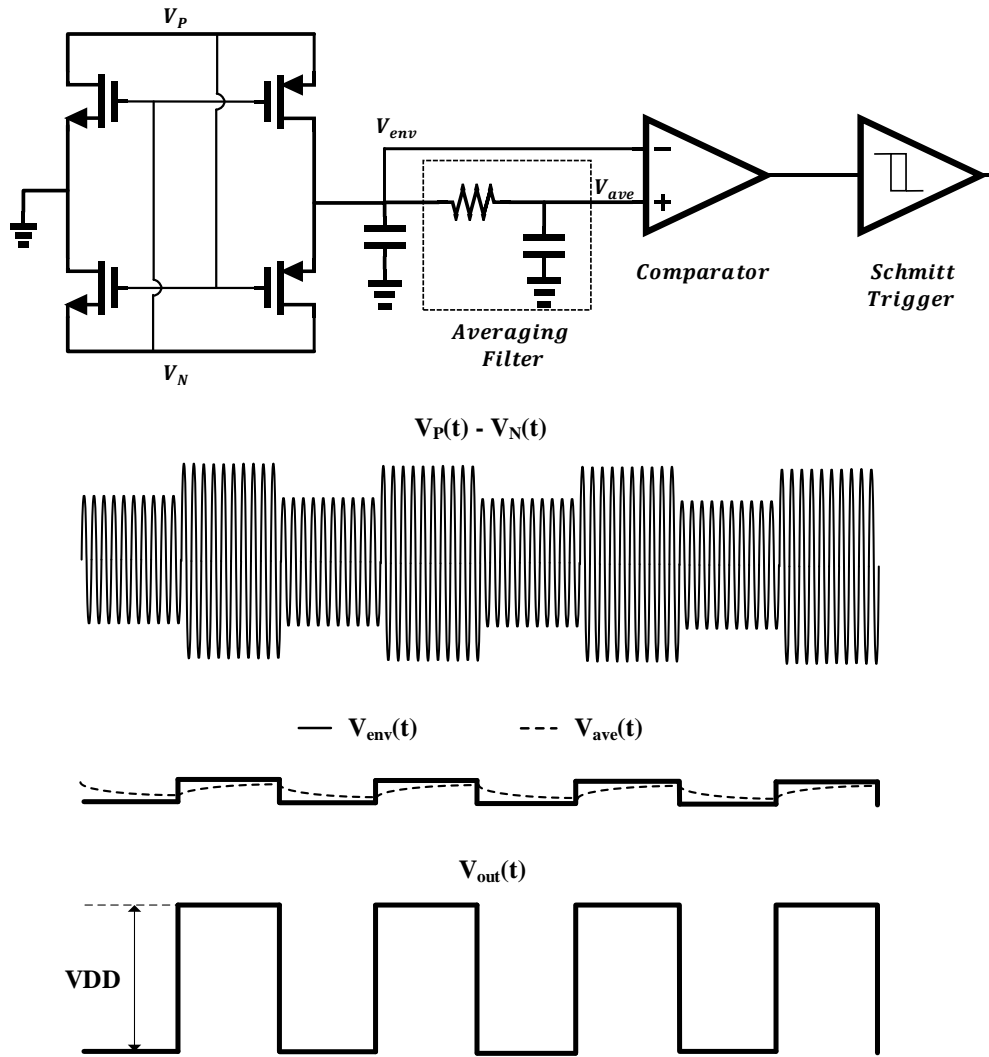 V_P
V_env
V_ave
−
+
Comparator
Schmitt
Trigger
Averaging
Filter
V_N
V_P(t) - V_N(t)
V_env(t) V_ave(t)
V_out(t)
VDD